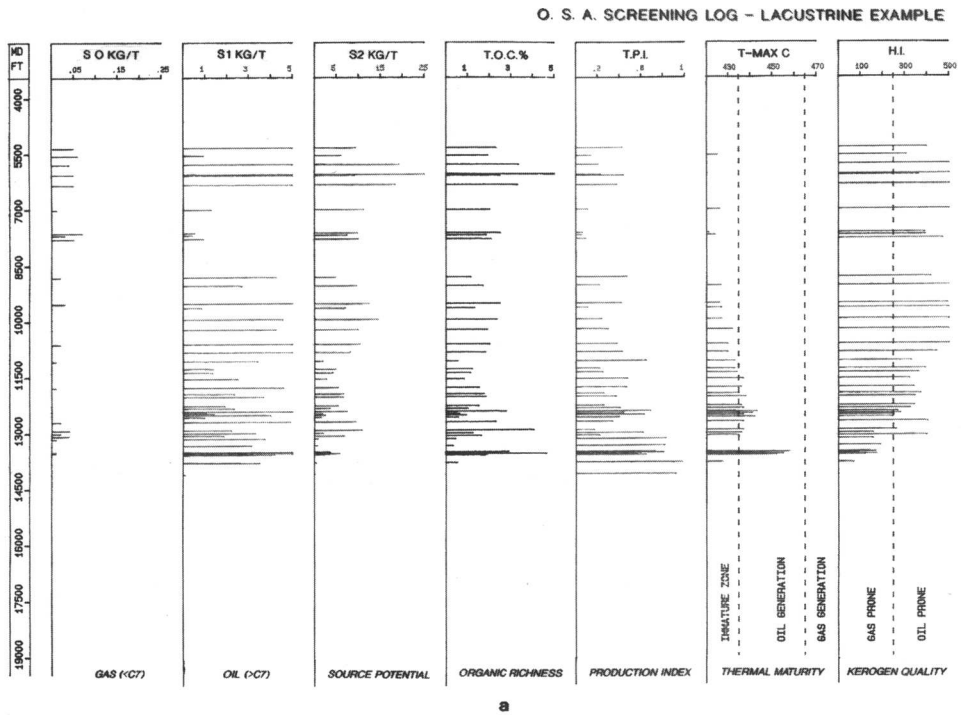 O. S. A. SCREENING LOG – LACUSTRINE EXAMPLE
MD FT
S O KG/T S1 KG/T S2 KG/T T.O.C.% T.P.I. T-MAX C H.I.
.05 .15 .25 1 3 5 5 15 25 1 3 5 .2 .6 1 430 450 470 100 300 500
4000
5500
7000
8500
10000
11500
13000
14500
16000
17500
19000
IMMATURE ZONE
OIL GENERATION
GAS GENERATION
GAS PRONE
OIL PRONE
GAS (<C7) OIL (>C7) SOURCE POTENTIAL ORGANIC RICHNESS PRODUCTION INDEX THERMAL MATURITY KEROGEN QUALITY
a